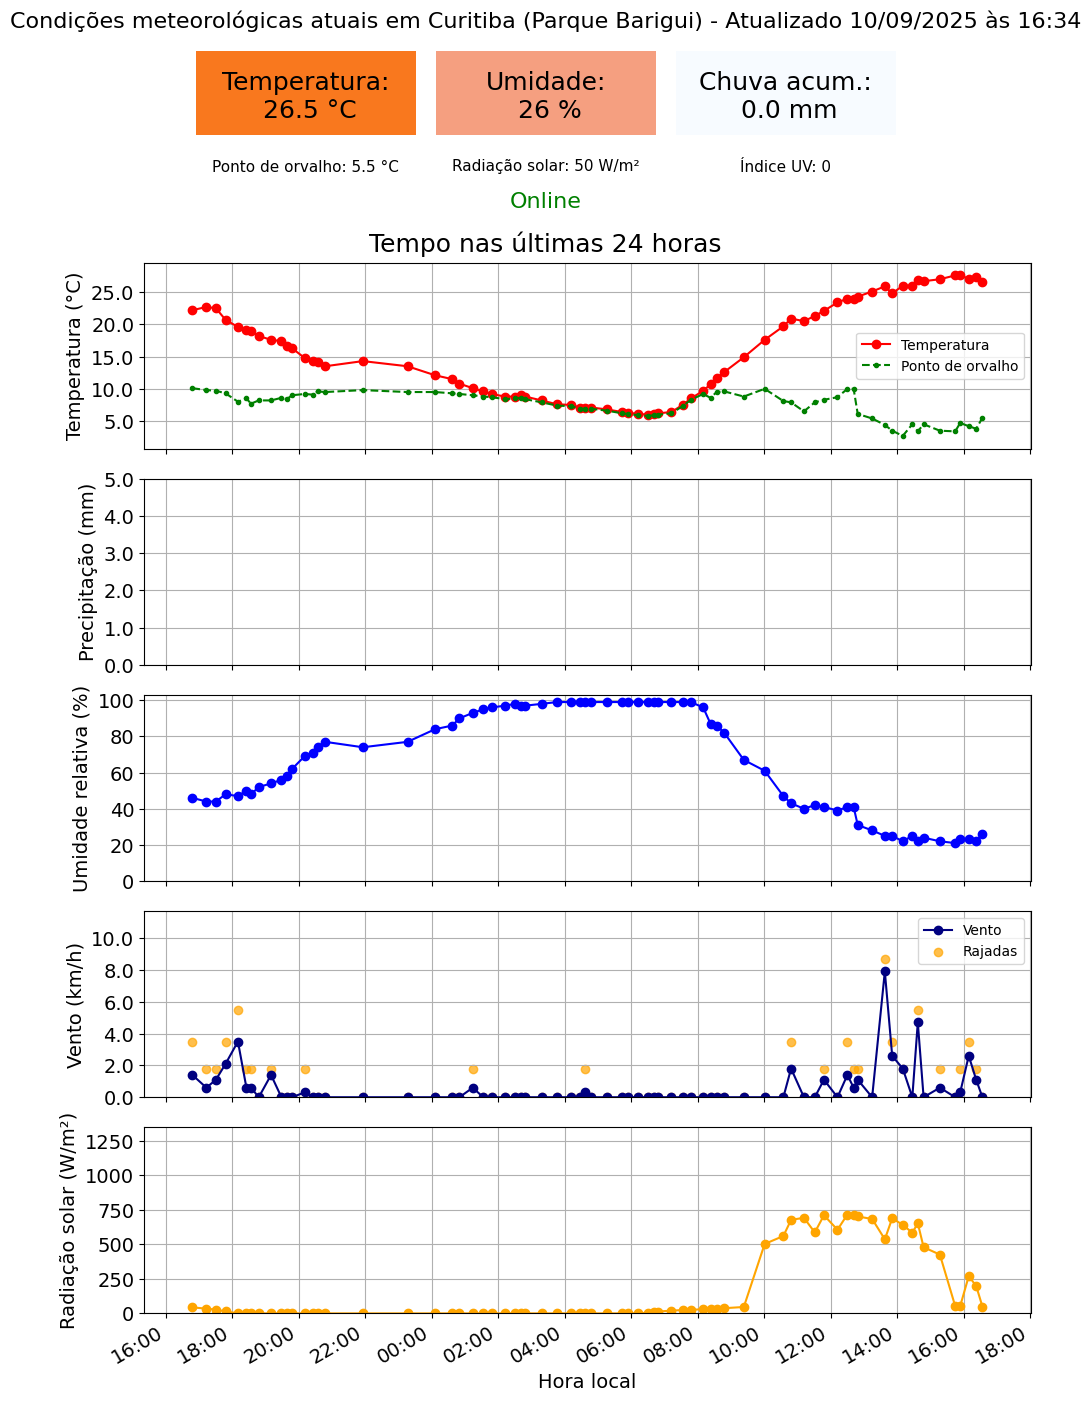 Condições meteorológicas atuais em Curitiba (Parque Barigui) - Atualizado 10/09/2025 às 16:34
Temperatura:
26.5 °C
Umidade:
26 %
Chuva acum.:
0.0 mm
Ponto de orvalho: 5.5 °C
Radiação solar: 50 W/m²
Índice UV: 0
Online
Tempo nas últimas 24 horas
Temperatura (°C)
25.0
20.0
15.0
10.0
5.0
Temperatura
Ponto de orvalho
Precipitação (mm)
5.0
4.0
3.0
2.0
1.0
0.0
Umidade relativa (%)
100
80
60
40
20
0
Vento (km/h)
10.0
8.0
6.0
4.0
2.0
0.0
Vento
Rajadas
Radiação solar (W/m²)
1250
1000
750
500
250
0
16:00
18:00
20:00
22:00
00:00
02:00
04:00
06:00
08:00
10:00
12:00
14:00
16:00
18:00
Hora local